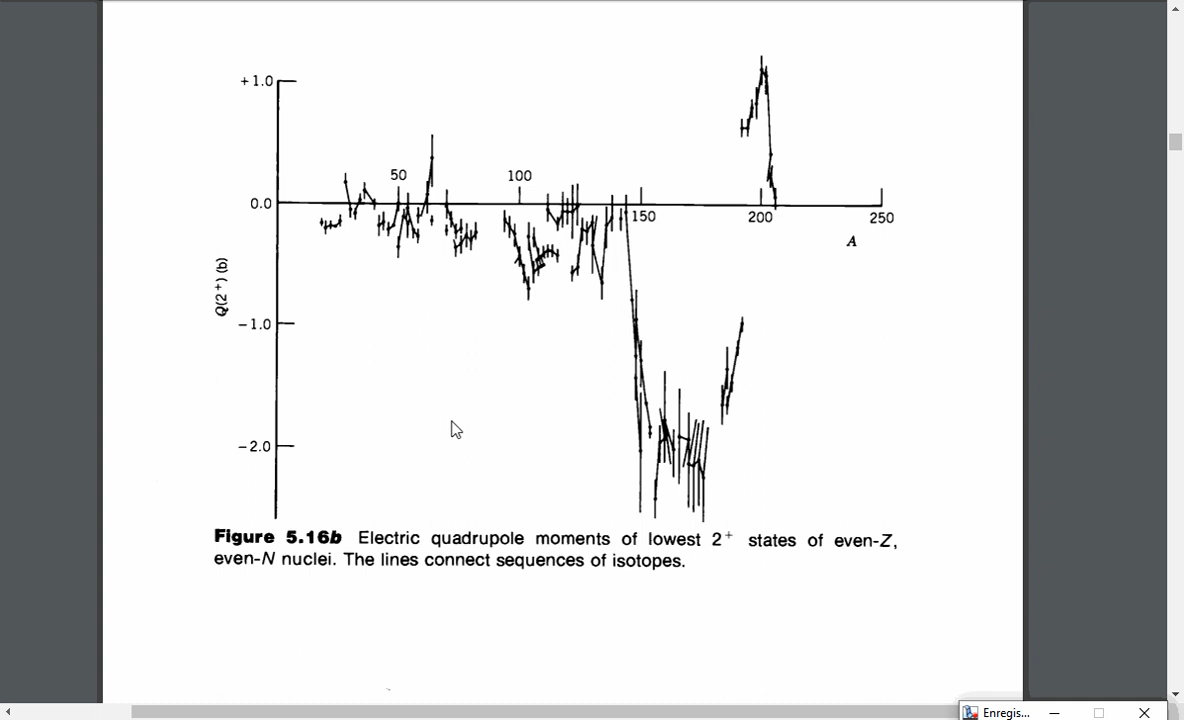 +1.0
50
100
0.0
150
200
250
A
Q(2+) (b)
−1.0
−2.0
Figure 5.16b Electric quadrupole moments of lowest 2+ states of even-Z,
even-N nuclei. The lines connect sequences of isotopes.
Enregis...